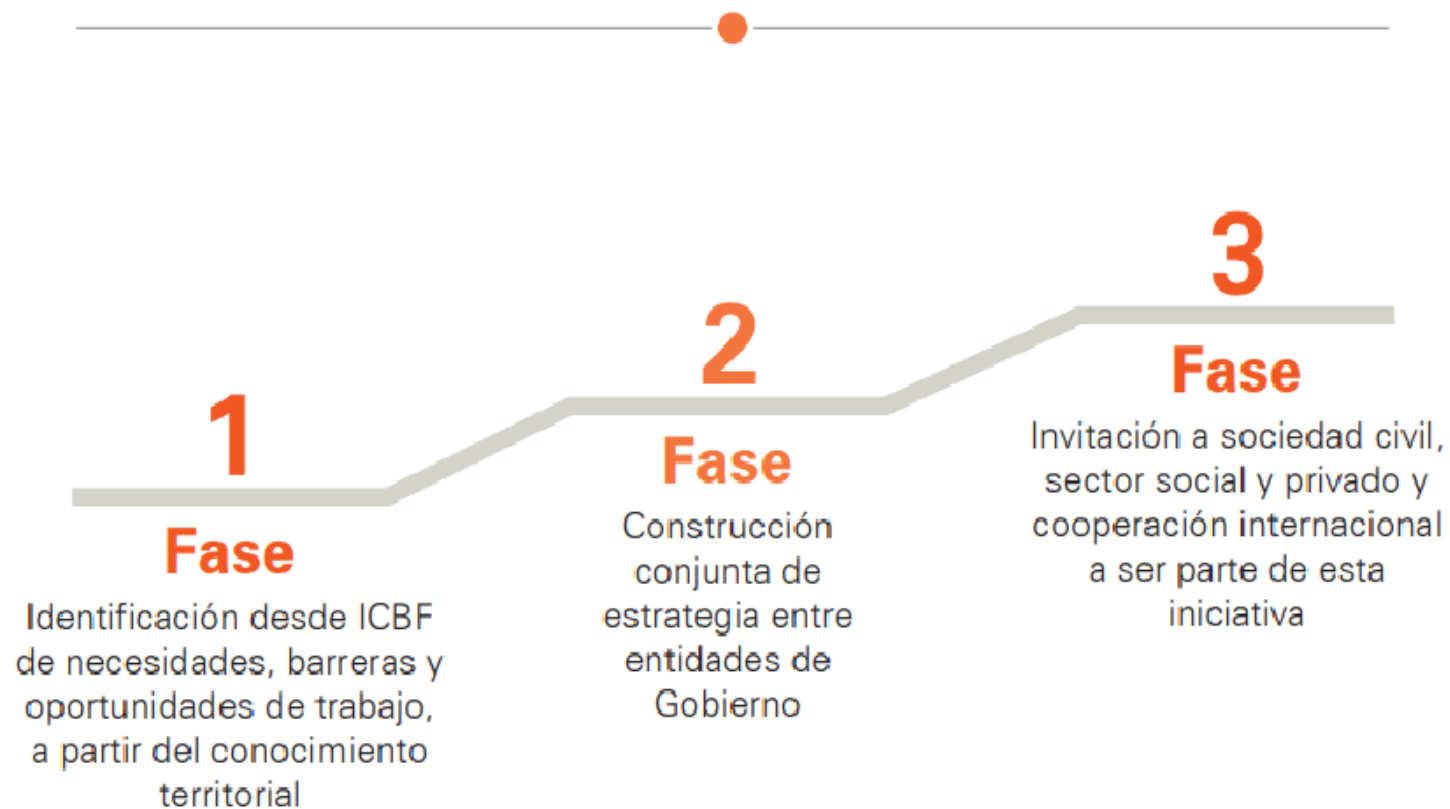 1
Fase
Identificación desde ICBF
de necesidades, barreras y
oportunidades de trabajo,
a partir del conocimiento
territorial
2
Fase
Construcción
conjunta de
estrategia entre
entidades de
Gobierno
3
Fase
Invitación a sociedad civil,
sector social y privado y
cooperación internacional
a ser parte de esta
iniciativa